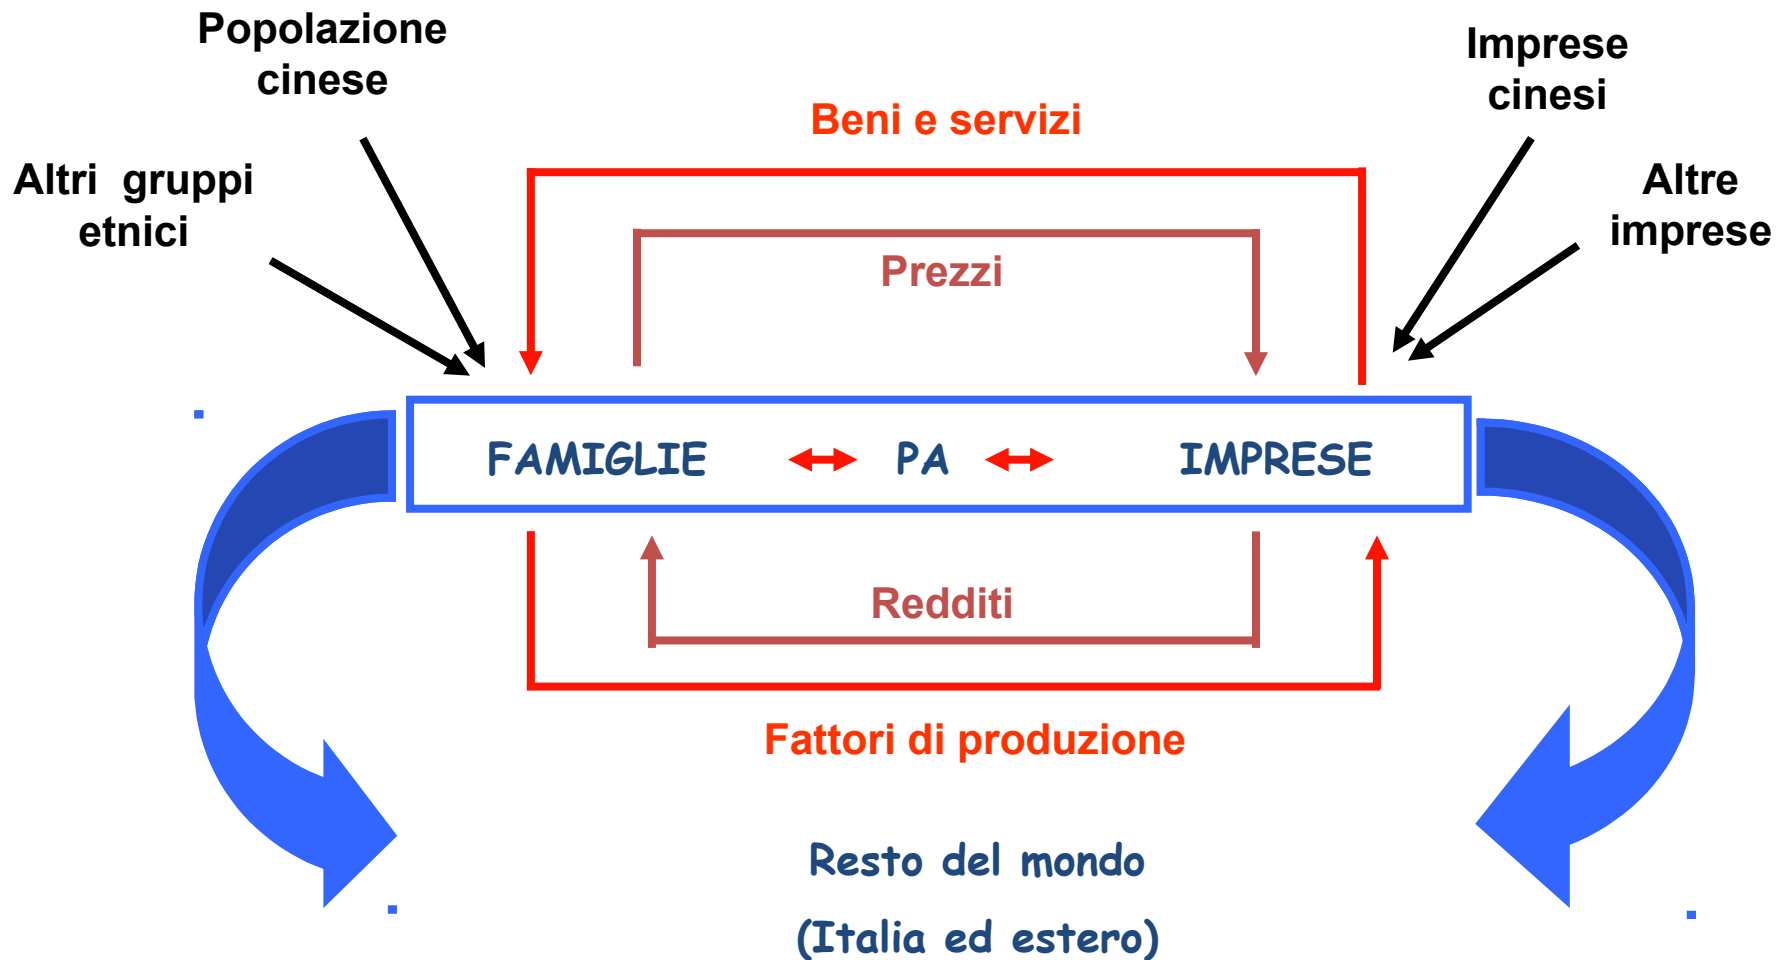 Popolazione
cinese
Imprese
cinesi
Beni e servizi
Altri gruppi
etnici
Altre
imprese
Prezzi
FAMIGLIE PA IMPRESE
Redditi
Fattori di produzione
Resto del mondo
(Italia ed estero)